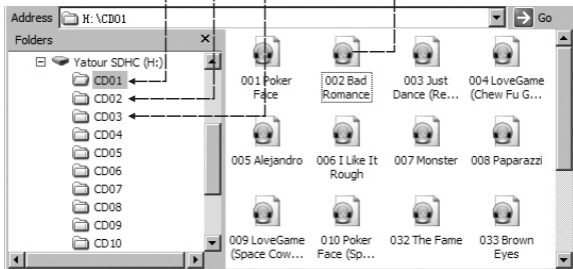 Address H:\CD01 Go
Folders ×
Yatour SDHC (H:)
CD01
CD02
CD03
CD04
CD05
CD06
CD07
CD08
CD09
CD10
001 Poker
Face
002 Bad
Romance
003 Just
Dance (Re...
004 LoveGame
(Chew Fu G...
005 Alejandro
006 I Like It
Rough
007 Monster
008 Paparazzi
009 LoveGame
(Space Cow...
010 Poker
Face (Sp...
032 The Fame
033 Brown
Eyes